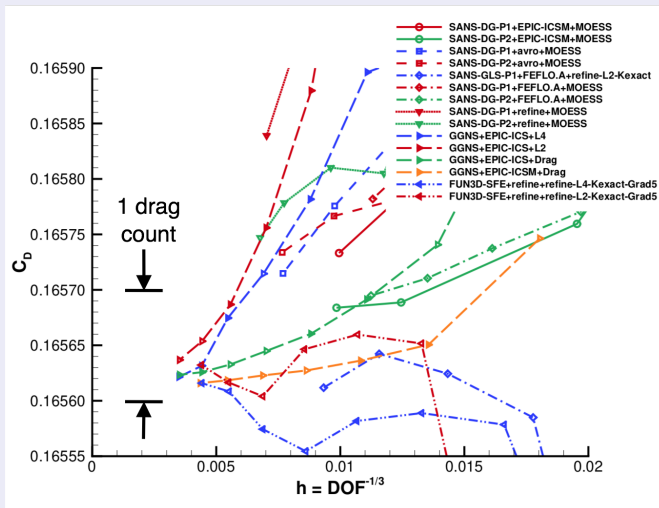 SANS-DG-P1+EPIC-ICSM+MOESS
SANS-DG-P2+EPIC-ICSM+MOESS
SANS-DG-P1+avro+MOESS
SANS-DG-P2+avro+MOESS
SANS-GLS-P1+FEFLO.A+refine-L2-Kexact
SANS-DG-P1+FEFLO.A+MOESS
SANS-DG-P2+FEFLO.A+MOESS
SANS-DG-P1+refine+MOESS
SANS-DG-P2+refine+MOESS
GGNS+EPIC-ICS+L4
GGNS+EPIC-ICS+L2
GGNS+EPIC-ICS+Drag
GGNS+EPIC-ICSM+Drag
FUN3D-SFE+refine+refine-L4-Kexact-Grad5
FUN3D-SFE+refine+refine-L2-Kexact-Grad5
0.16590
0.16585
0.16580
0.16575
0.16570
0.16565
0.16560
0.16555
C_D
1 drag
count
0
0.005
0.01
0.015
0.02
h = DOF^-1/3